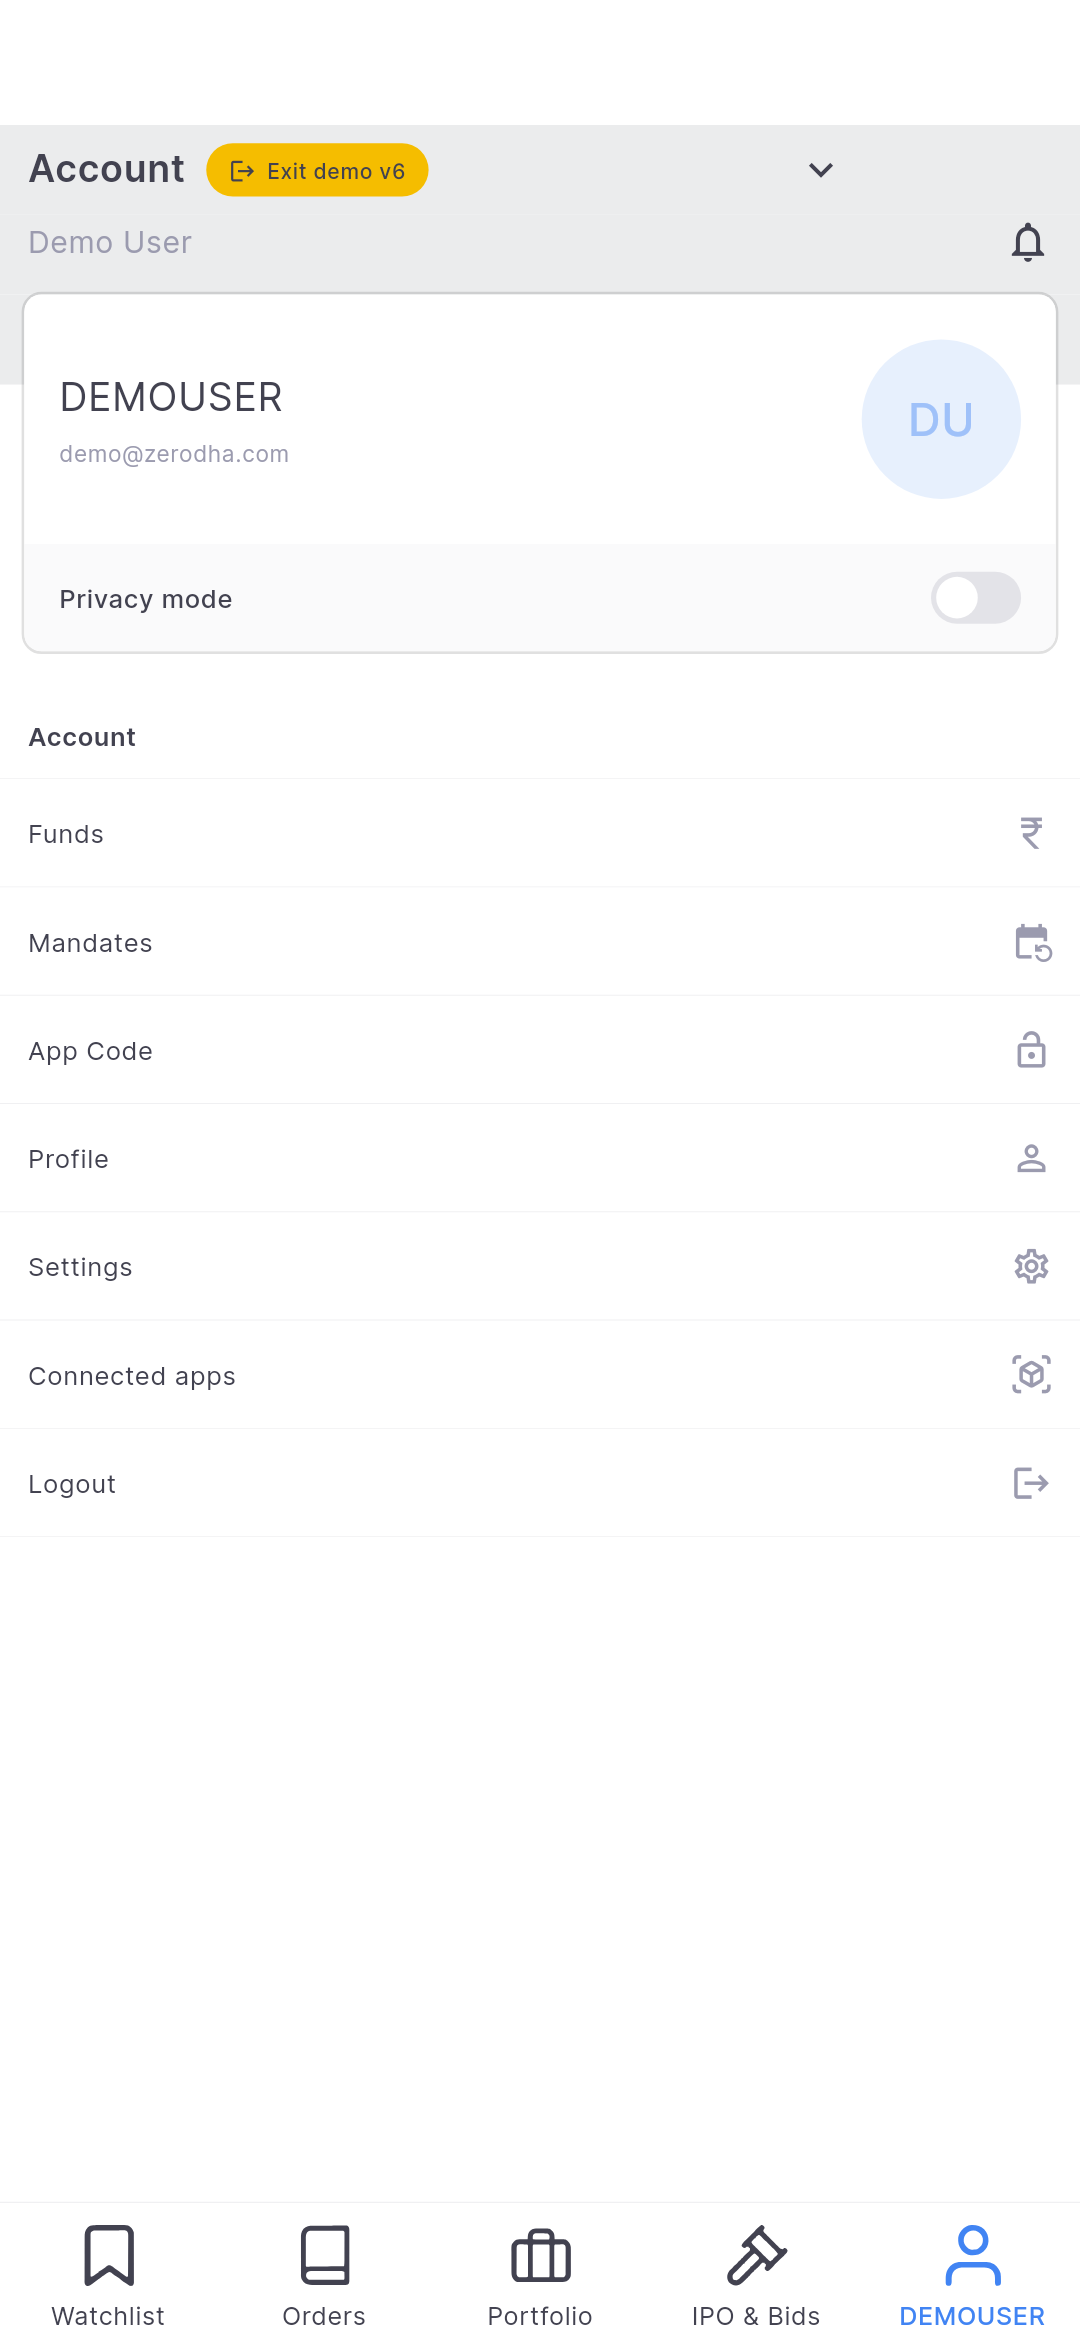 Account
Exit demo v6
Demo User
DEMOUSER
demo@zerodha.com
DU
Privacy mode
Account
Funds
₹
Mandates
App Code
Profile
Settings
Connected apps
Logout
Watchlist
Orders
Portfolio
IPO & Bids
DEMOUSER